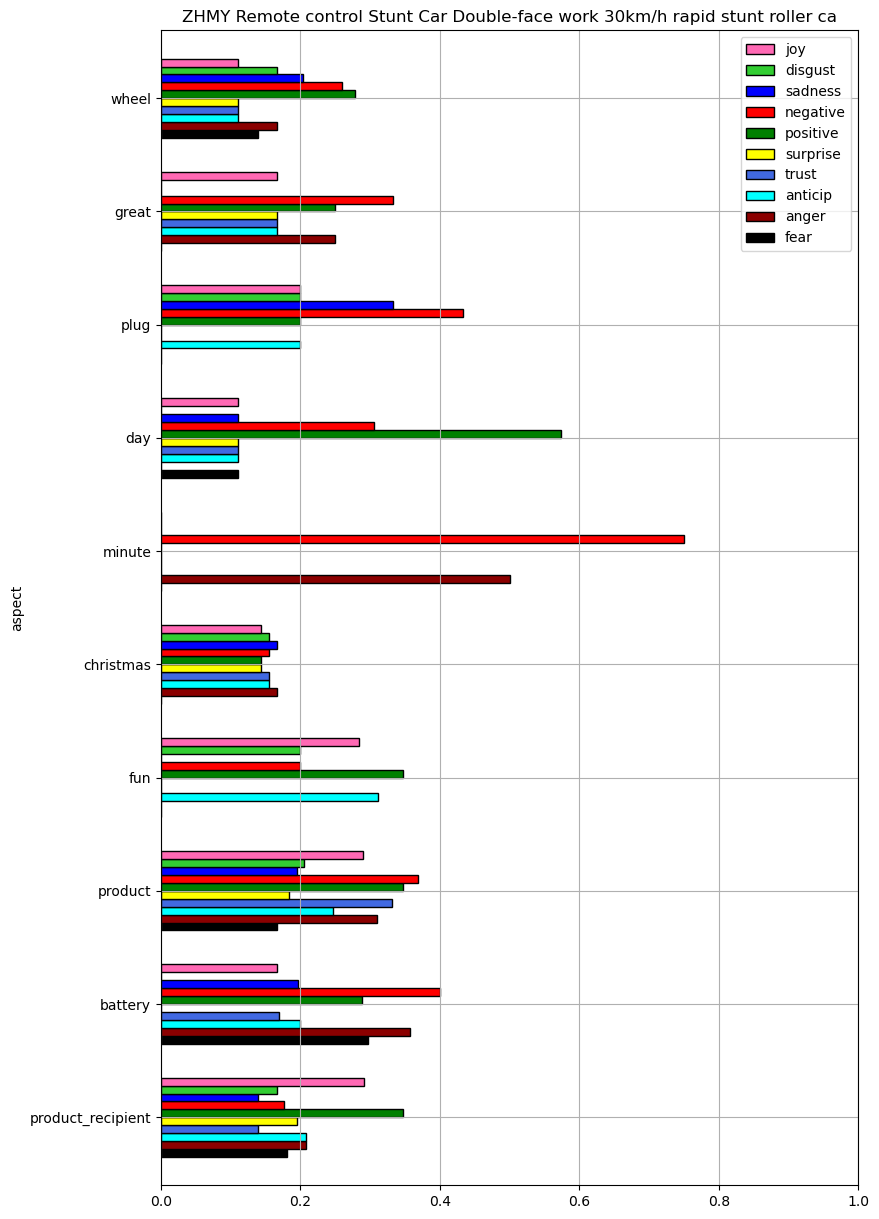 ZHMY Remote control Stunt Car Double-face work 30km/h rapid stunt roller ca
joy
disgust
sadness
negative
positive
surprise
trust
anticip
anger
fear
wheel
great
plug
day
minute
christmas
fun
product
battery
product_recipient
aspect
0.0 0.2 0.4 0.6 0.8 1.0